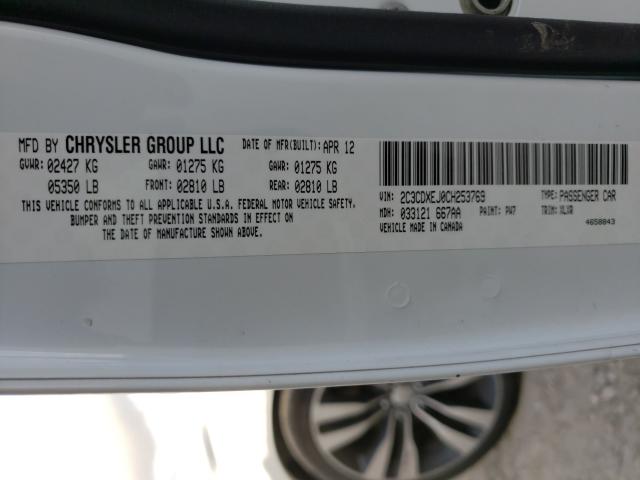 MFD BY CHRYSLER GROUP LLC DATE OF MFR(BUILT): APR 12
GVWR: 02427 KG GAWR: 01275 KG GAWR: 01275 KG
05350 LB FRONT: 02810 LB REAR: 02810 LB
THIS VEHICLE CONFORMS TO ALL APPLICABLE U.S.A. FEDERAL MOTOR VEHICLE SAFETY,
BUMPER AND THEFT PREVENTION STANDARDS IN EFFECT ON
THE DATE OF MANUFACTURE SHOWN ABOVE.
VIN: 2C3CDXEJ0CH253769 TYPE: PASSENGER CAR
MDH: 033121 667AA PAINT: PW7 TRIM: XLXR
VEHICLE MADE IN CANADA 4658843